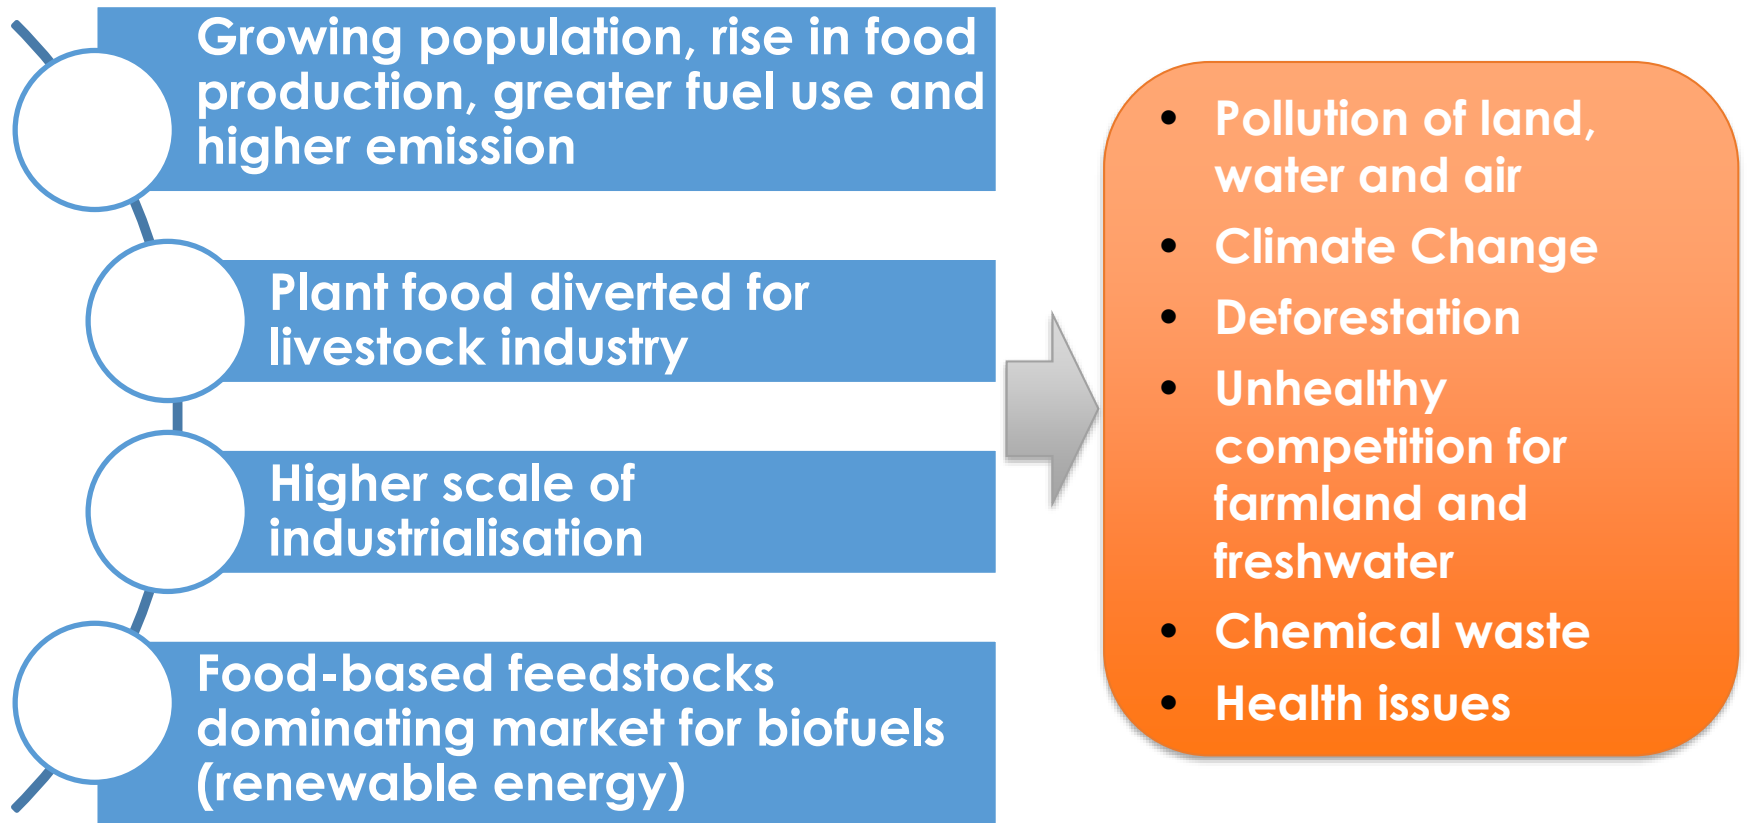 Growing population, rise in food
production, greater fuel use and
higher emission
Plant food diverted for
livestock industry
Higher scale of
industrialisation
Food-based feedstocks
dominating market for biofuels
(renewable energy)
• Pollution of land,
water and air
• Climate Change
• Deforestation
• Unhealthy
competition for
farmland and
freshwater
• Chemical waste
• Health issues